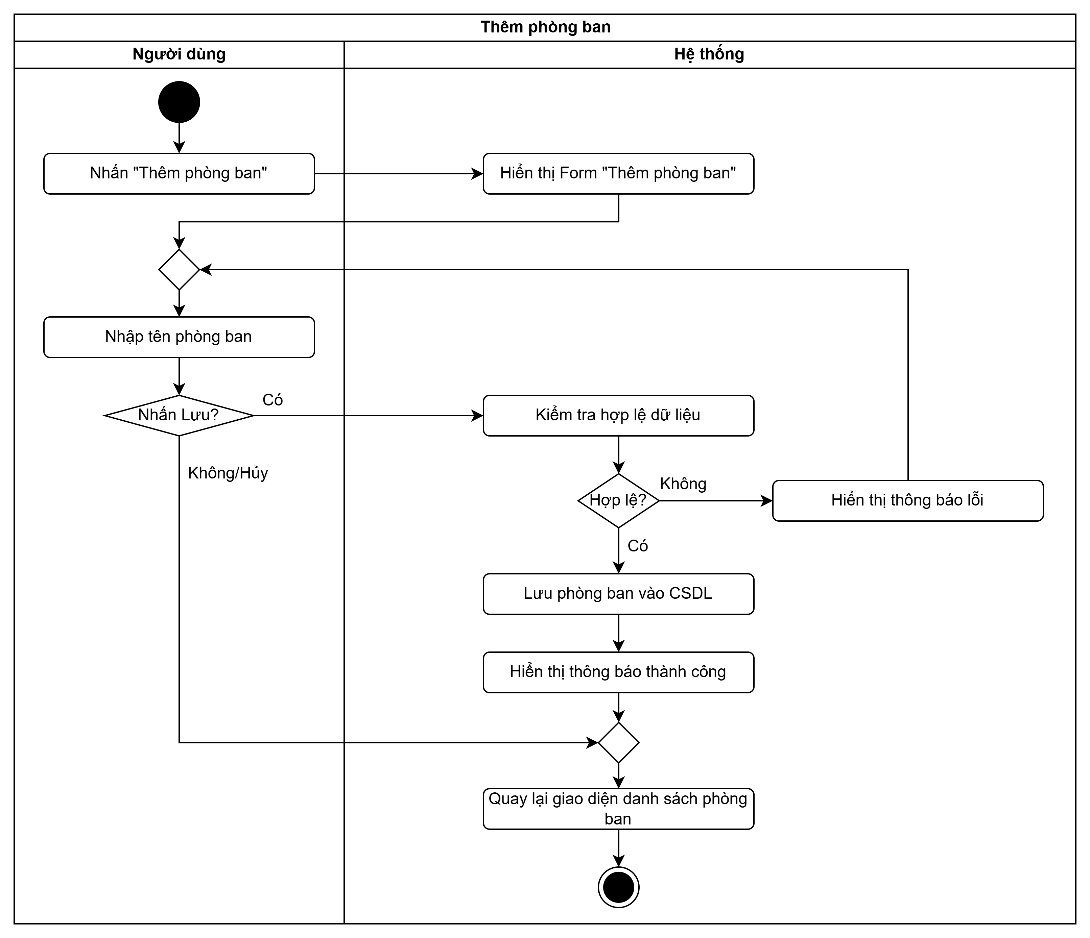 Thêm phòng ban
Người dùng
Hệ thống
Nhấn "Thêm phòng ban"
Hiển thị Form "Thêm phòng ban"
Nhập tên phòng ban
Nhấn Lưu?
Có
Kiểm tra hợp lệ dữ liệu
Không/Hủy
Hợp lệ?
Không
Hiển thị thông báo lỗi
Có
Lưu phòng ban vào CSDL
Hiển thị thông báo thành công
Quay lại giao diện danh sách phòng
ban